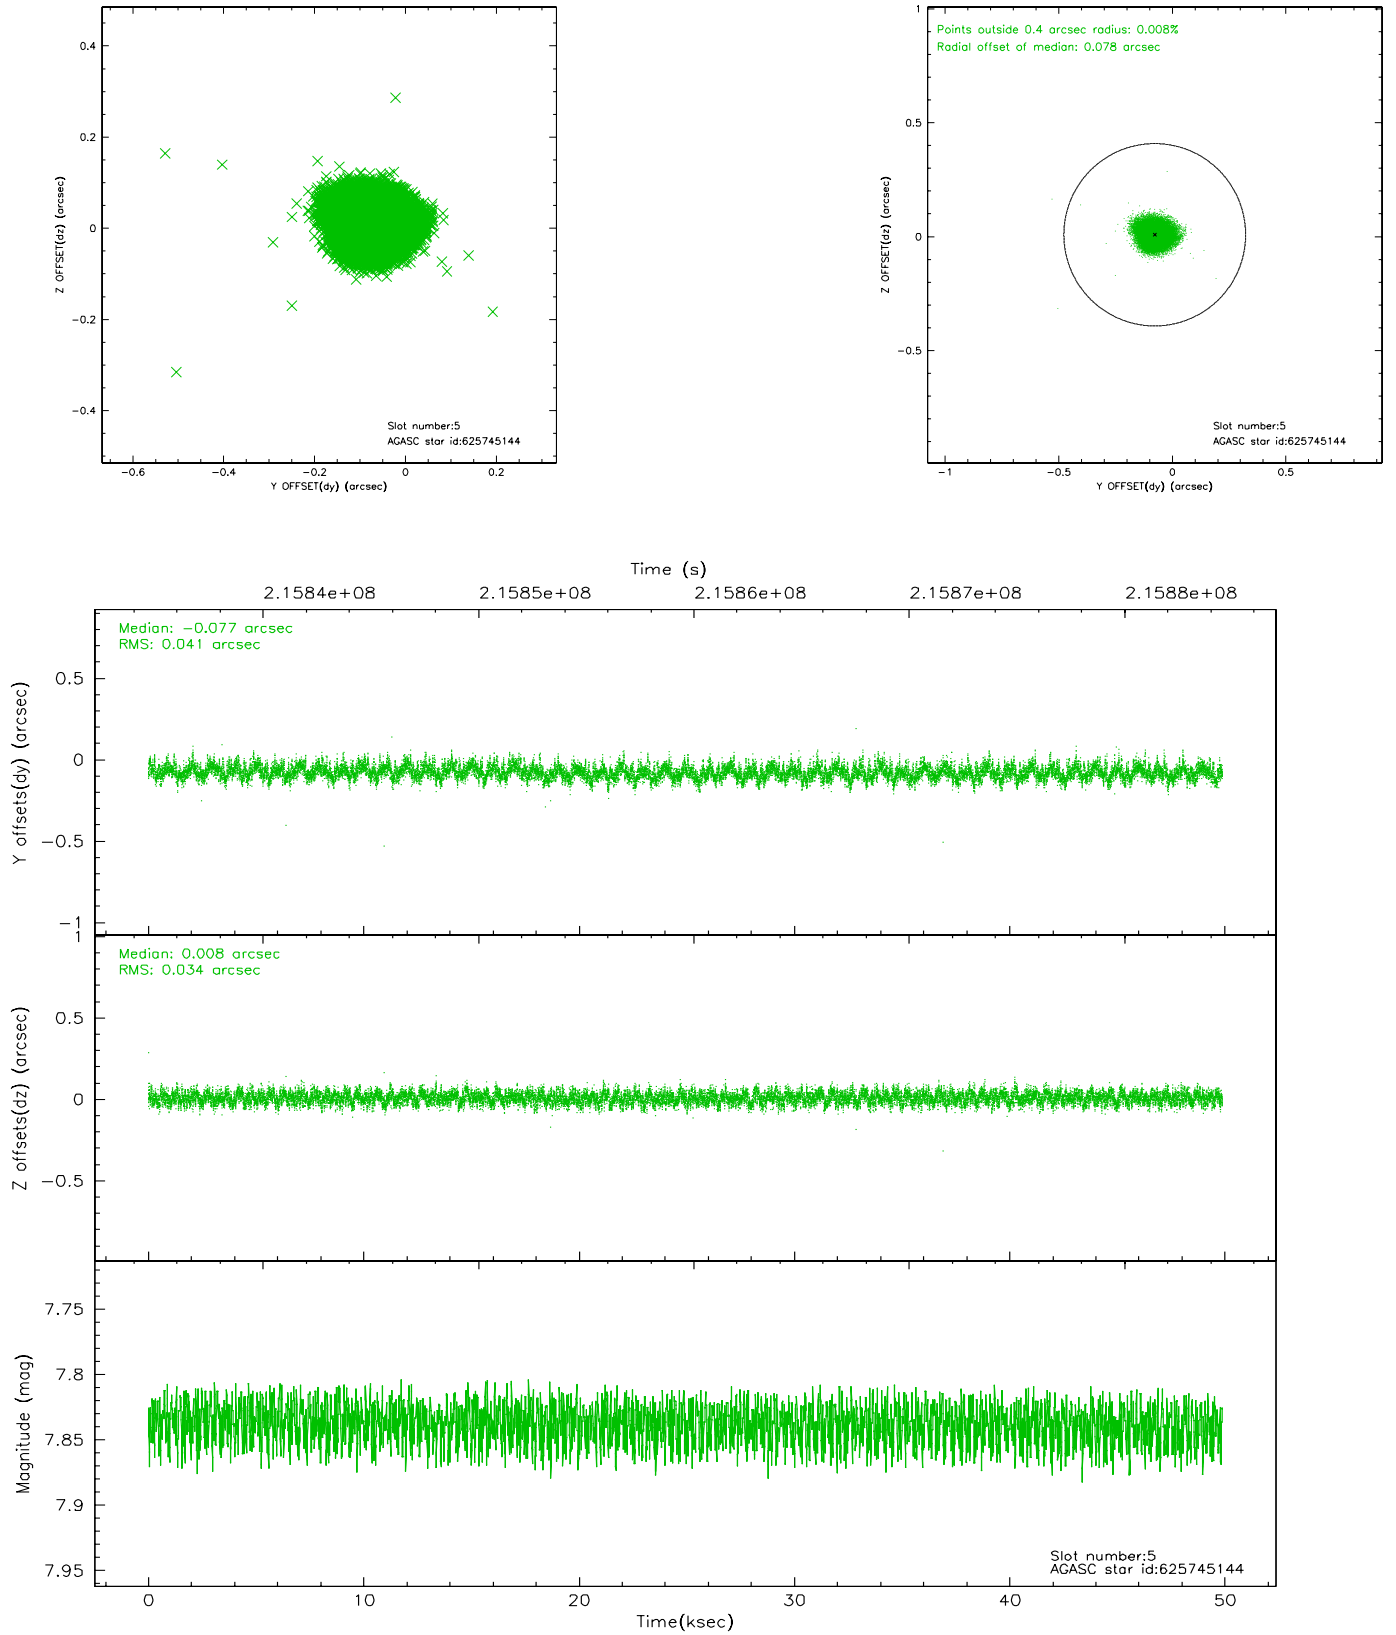 0.4
0.2
0
−0.2
−0.4
Z OFFSET(dz) (arcsec)
Slot number:5
AGASC star id:625745144
−0.6
−0.4
−0.2
0
0.2
Y OFFSET(dy) (arcsec)
Points outside 0.4 arcsec radius: 0.008%
Radial offset of median: 0.078 arcsec
1
0.5
0
−0.5
Z OFFSET(dz) (arcsec)
Slot number:5
AGASC star id:625745144
−1
−0.5
0
0.5
Y OFFSET(dy) (arcsec)
Time (s)
2.1584e+08
2.1585e+08
2.1586e+08
2.1587e+08
2.1588e+08
Median: −0.077 arcsec
RMS: 0.041 arcsec
0.5
0
−0.5
−1
Y offsets(dy) (arcsec)
Median: 0.008 arcsec
RMS: 0.034 arcsec
1
0.5
0
−0.5
Z offsets(dz) (arcsec)
7.75
7.8
7.85
7.9
7.95
Magnitude (mag)
Slot number:5
AGASC star id:625745144
0
10
20
30
40
50
Time(ksec)